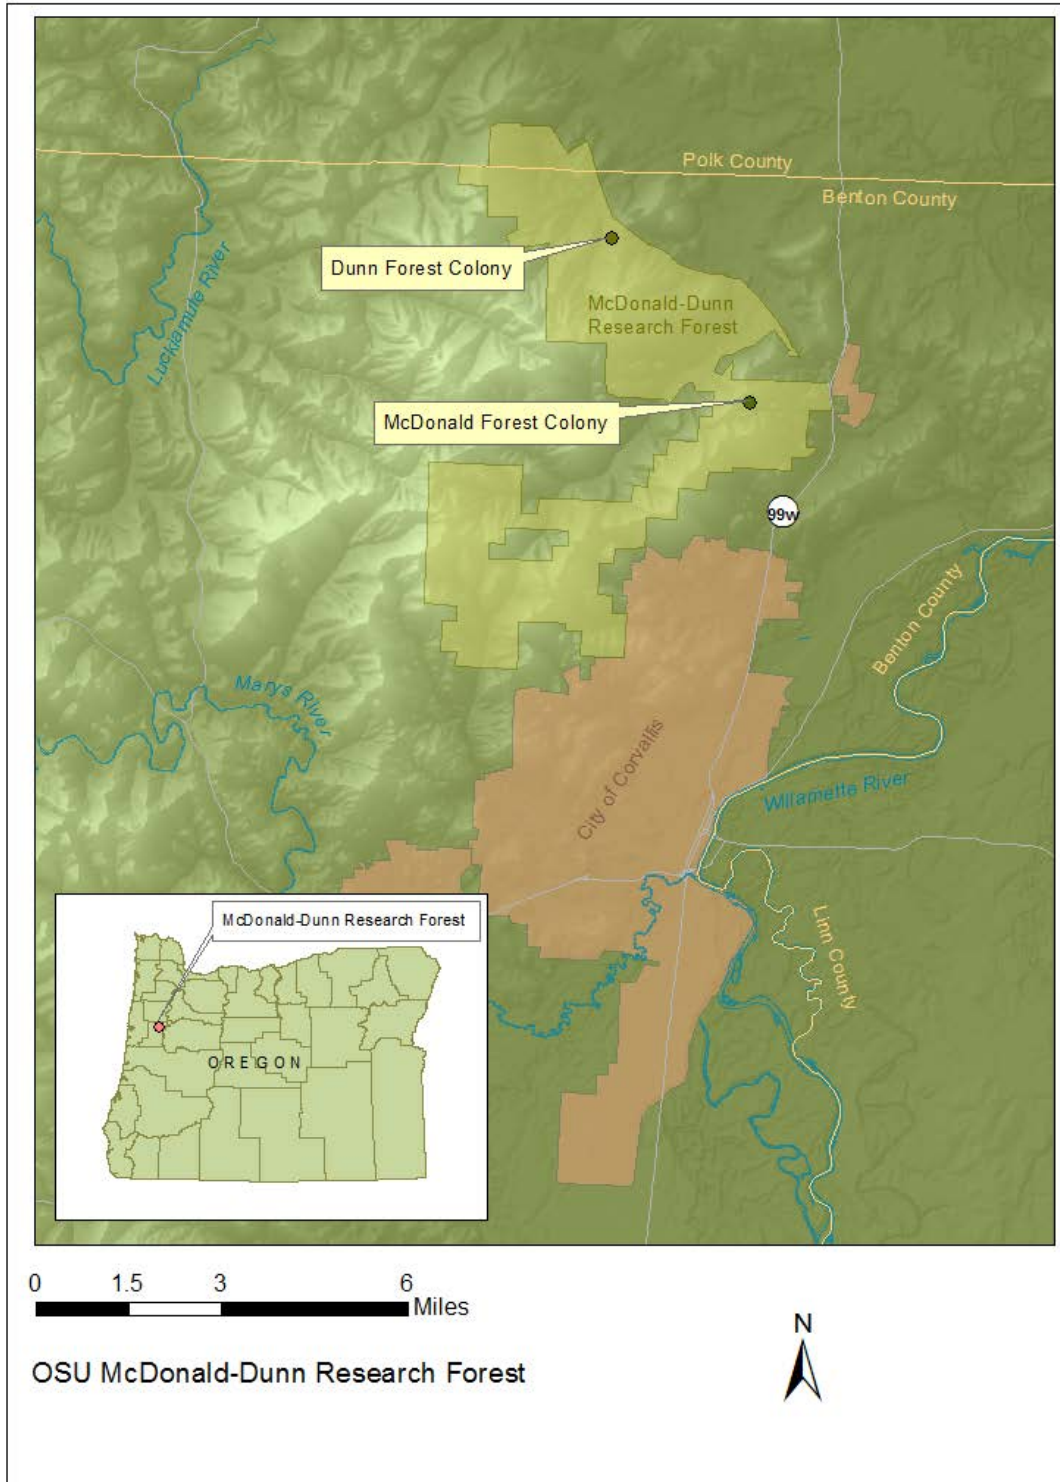 Polk County
Benton County
Dunn Forest Colony
Luckiamute River
McDonald-Dunn
Research Forest
McDonald Forest Colony
99w
Benton County
Marys River
City of Corvallis
Willamette River
Linn County
McDonald-Dunn Research Forest
OREGON
0 1.5 3 6
Miles
N
OSU McDonald-Dunn Research Forest